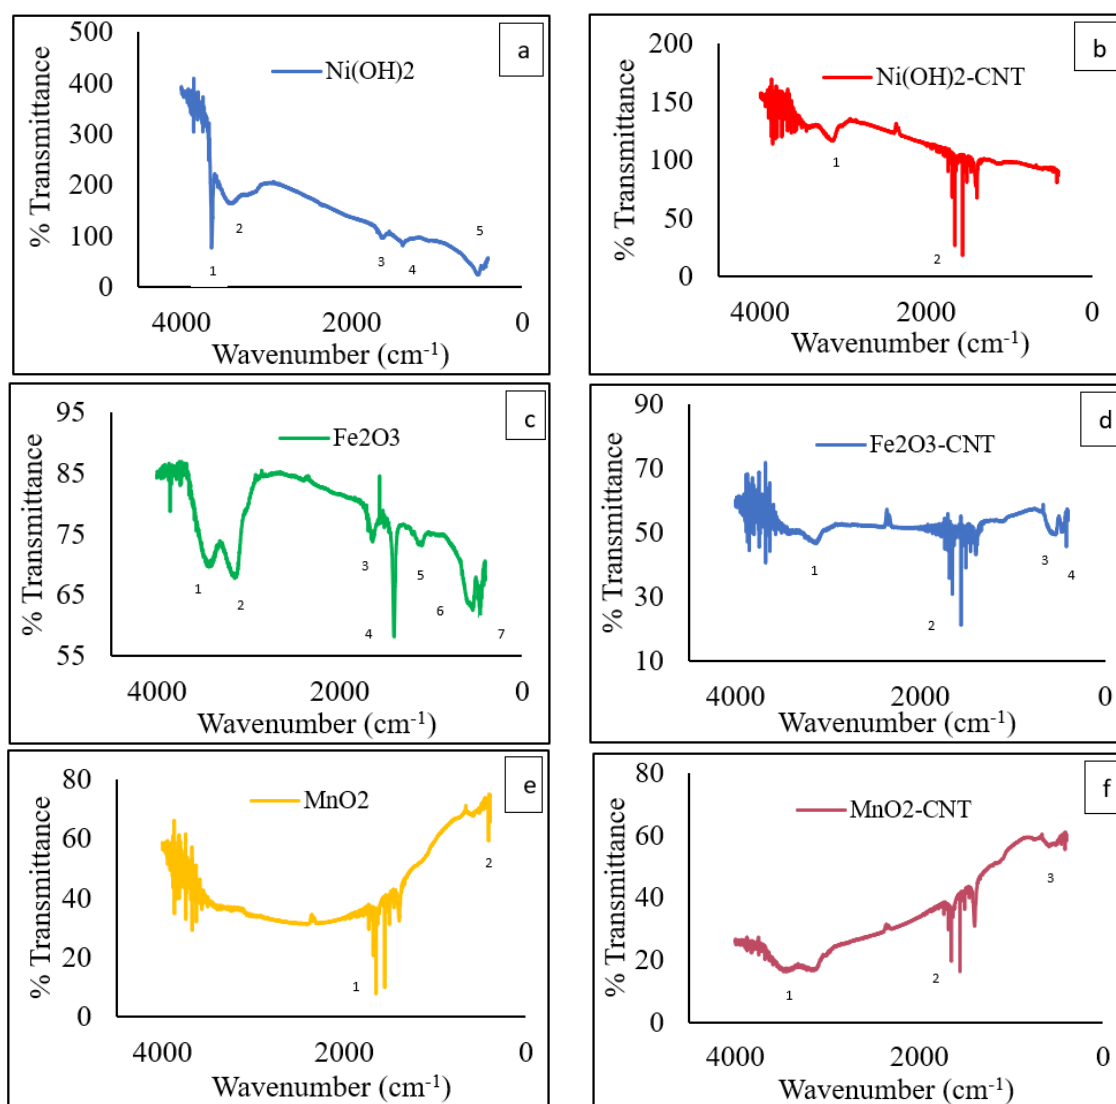 a
Ni(OH)2
500
400
300
200
100
0
% Transmittance
1
2
3
4
5
4000 2000 0
Wavenumber (cm-1)
b
Ni(OH)2-CNT
200
150
100
50
0
% Transmittance
1
2
4000 2000 0
Wavenumber (cm-1)
c
Fe2O3
95
85
75
65
55
% Transmittance
1
2
3
4
5
6
7
4000 2000 0
Wavenumber (cm-1)
d
Fe2O3-CNT
90
70
50
30
10
% Transmittance
1
2
3
4
4000 2000 0
Wavenumber (cm-1)
e
MnO2
80
60
40
20
0
% Transmittance
1
2
4000 2000 0
Wavenumber (cm-1)
f
MnO2-CNT
80
60
40
20
0
% Transmittance
1
2
3
4000 2000 0
Wavenumber (cm-1)